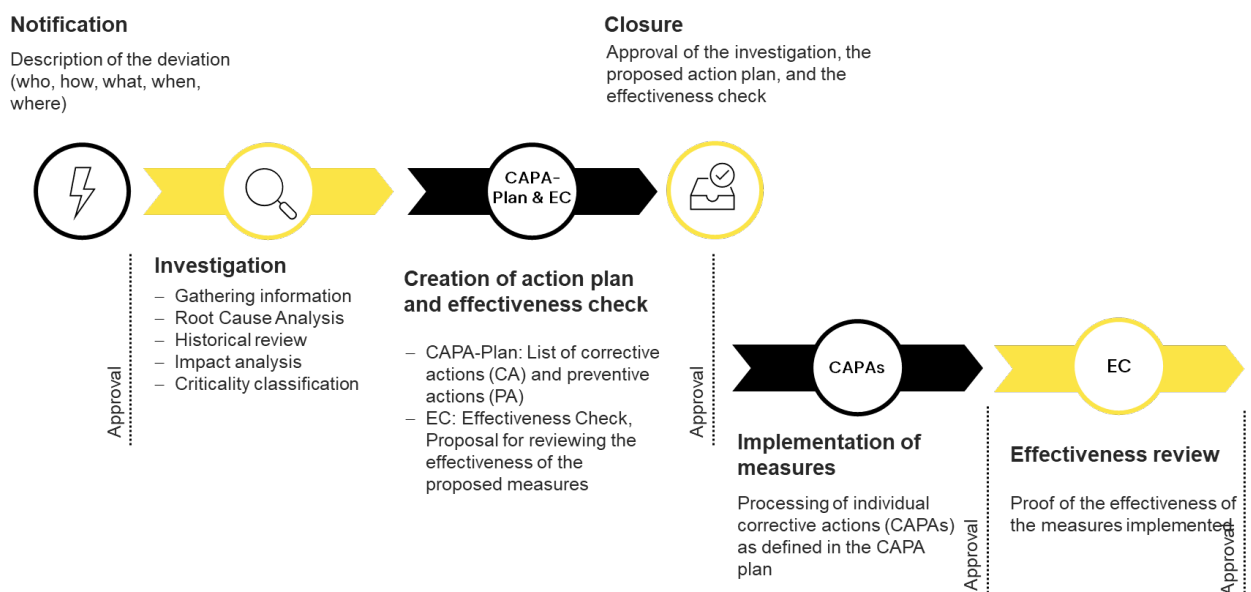 Notification
Description of the deviation
(who, how, what, when,
where)
Closure
Approval of the investigation, the
proposed action plan, and the
effectiveness check
CAPA-
Plan & EC
Approval
Investigation
– Gathering information
– Root Cause Analysis
– Historical review
– Impact analysis
– Criticality classification
Creation of action plan
and effectiveness check
– CAPA-Plan: List of corrective
actions (CA) and preventive
actions (PA)
– EC: Effectiveness Check,
Proposal for reviewing the
effectiveness of the
proposed measures
Approval
CAPAs
EC
Implementation of
measures
Processing of individual
corrective actions (CAPAs)
as defined in the CAPA
plan
Approval
Effectiveness review
Proof of the effectiveness of
the measures implemented
Approval